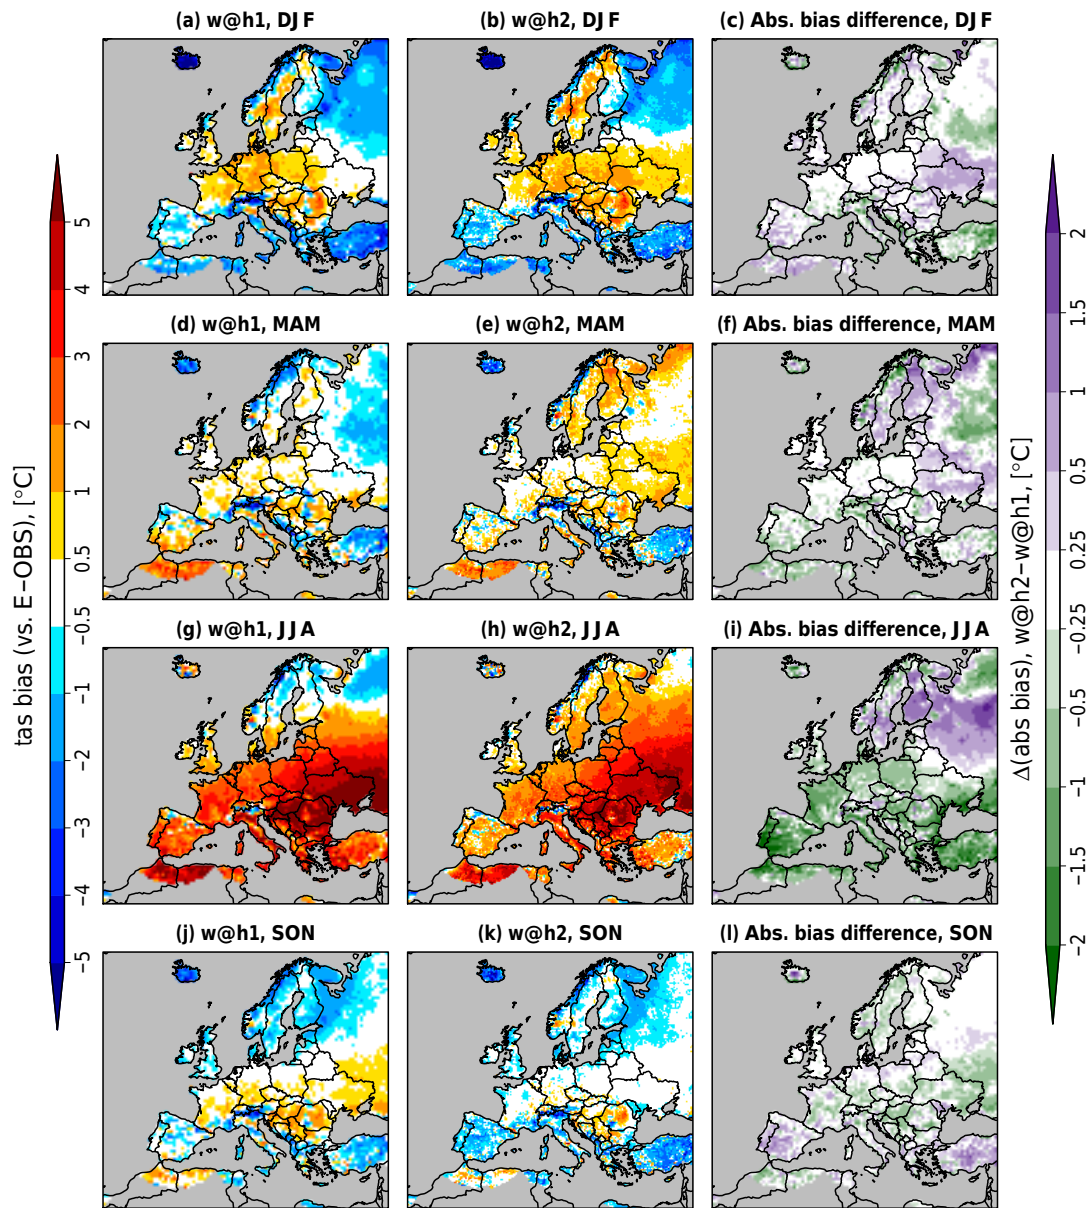 (a) w@h1, DJF
(b) w@h2, DJF
(c) Abs. bias difference, DJF
(d) w@h1, MAM
(e) w@h2, MAM
(f) Abs. bias difference, MAM
(g) w@h1, JJA
(h) w@h2, JJA
(i) Abs. bias difference, JJA
(j) w@h1, SON
(k) w@h2, SON
(l) Abs. bias difference, SON
tas bias (vs. E−OBS), [°C]
5
4
3
2
1
0.5
−0.5
−1
−2
−3
−4
−5
Δ(abs bias), w@h2−w@h1, [°C]
2
1.5
1
0.5
0.25
−0.25
−0.5
−1
−1.5
−2